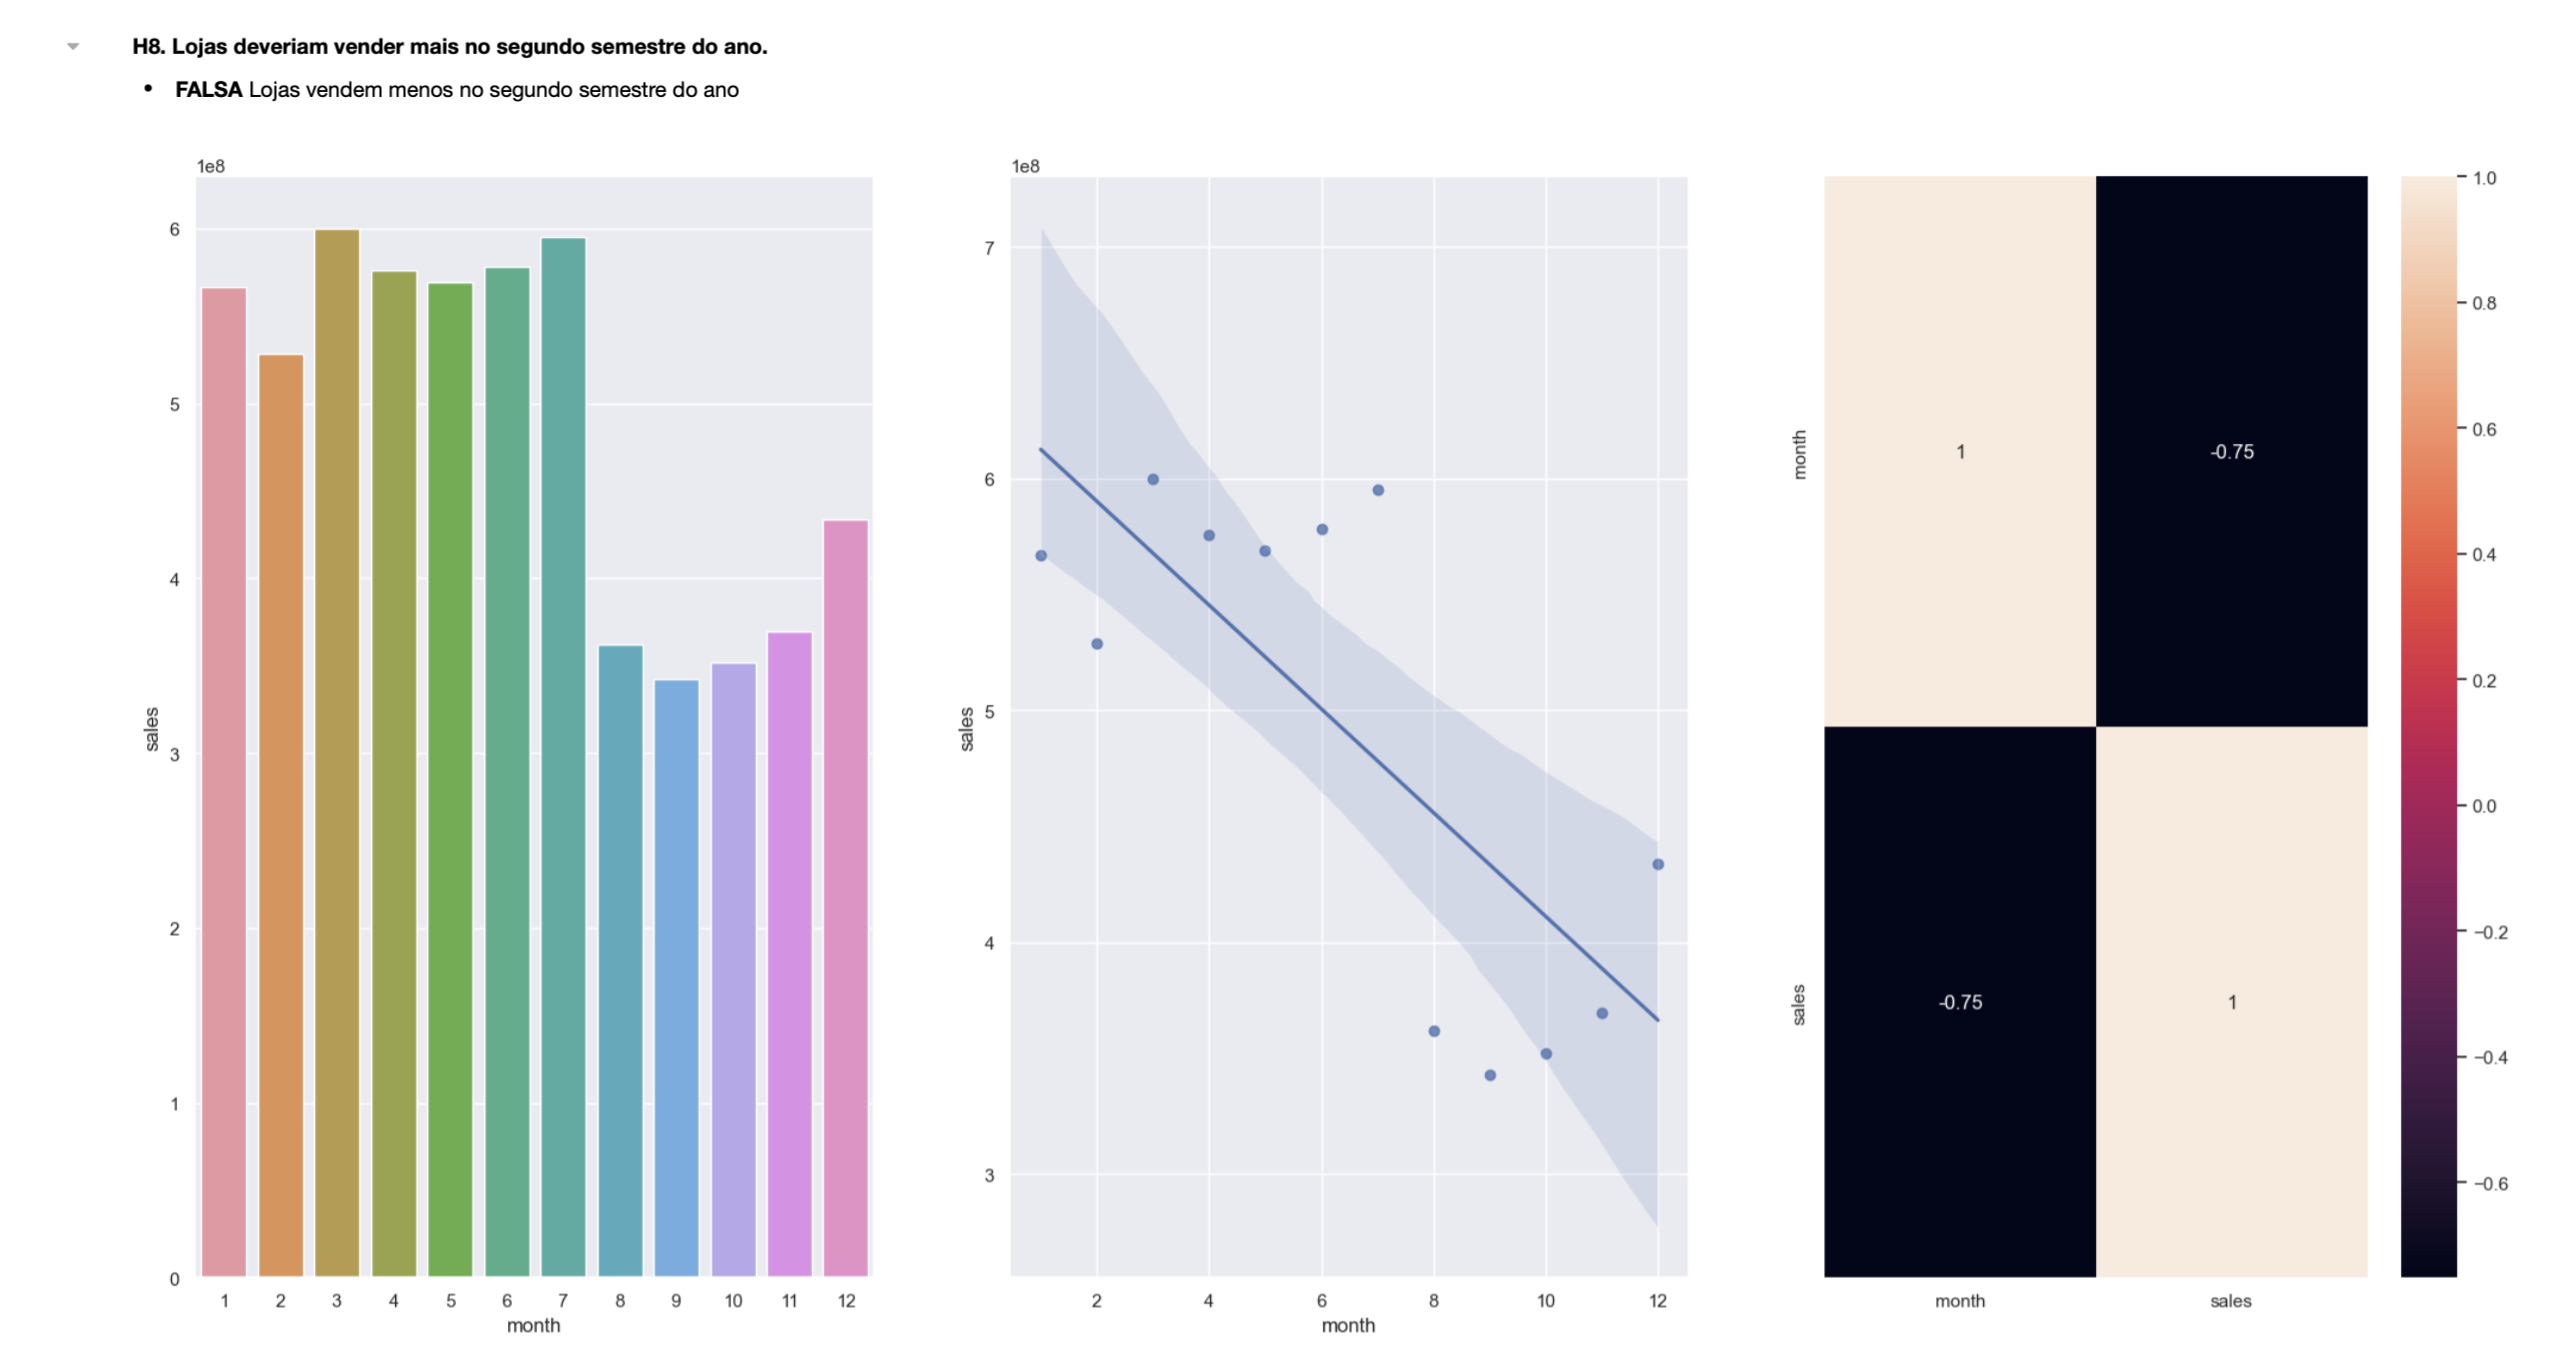 H8. Lojas deveriam vender mais no segundo semestre do ano.
• FALSA Lojas vendem menos no segundo semestre do ano
1e8
6
5
4
3
2
1
0
sales
1 2 3 4 5 6 7 8 9 10 11 12
month
1e8
7
6
5
4
3
sales
2 4 6 8 10 12
month
month
sales
1 -0.75
-0.75 1
month sales
1.0
0.8
0.6
0.4
0.2
0.0
−0.2
−0.4
−0.6